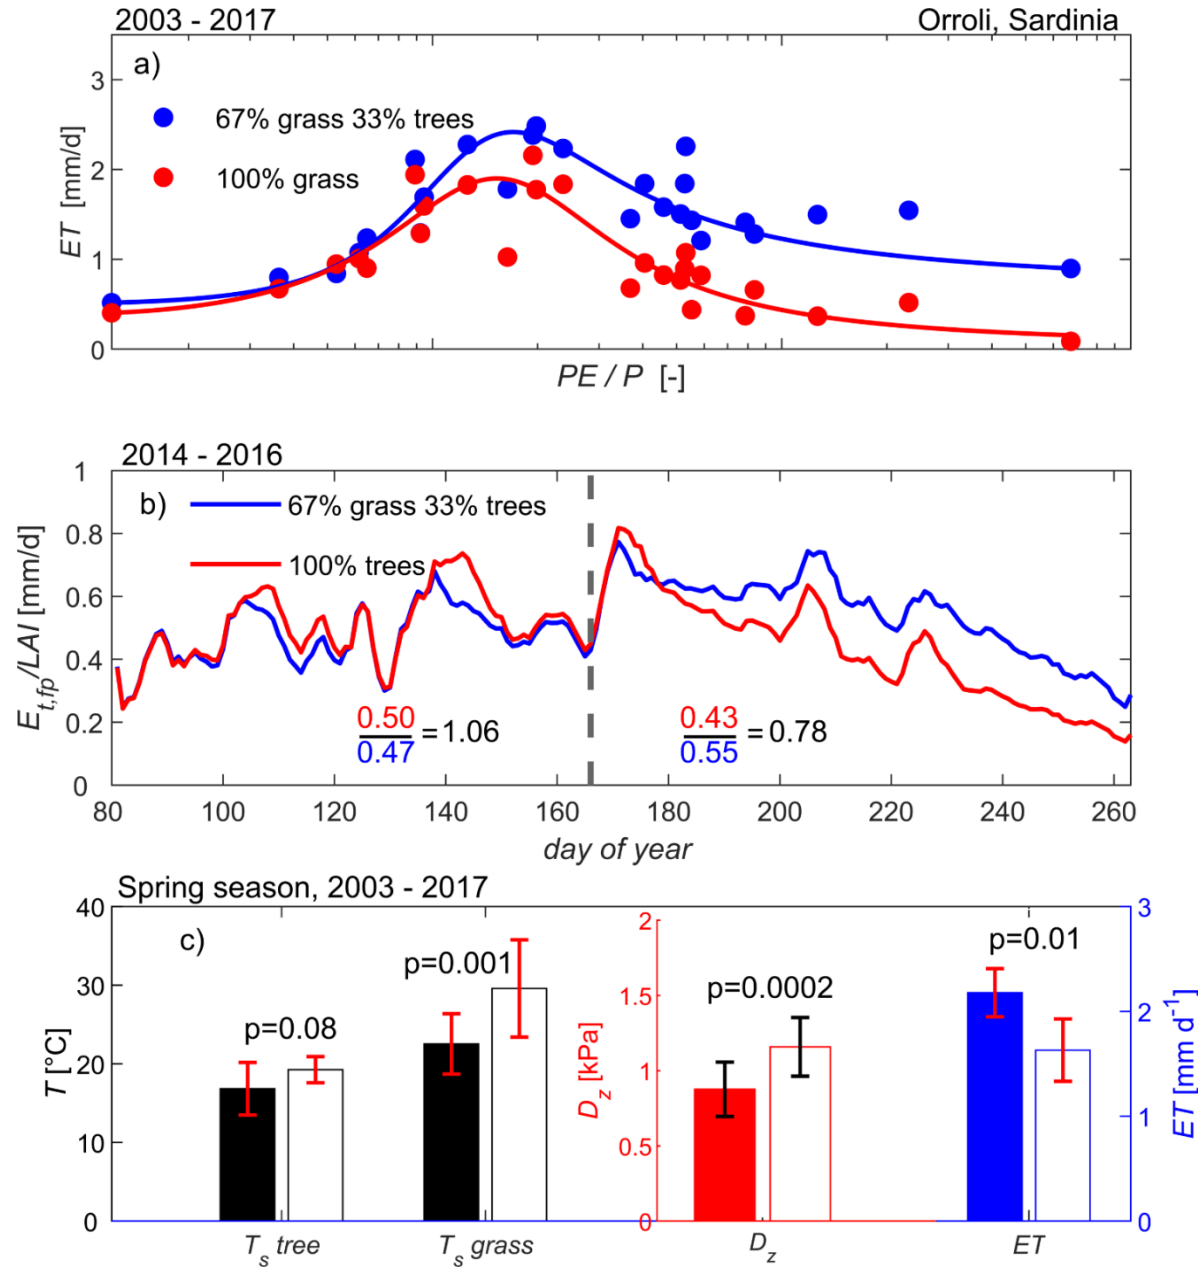 2003 - 2017
Orroli, Sardinia
a)
67% grass 33% trees
100% grass
3
2
1
0
ET [mm/d]
PE / P [-]
2014 - 2016
b)
67% grass 33% trees
100% trees
1
0.8
0.6
0.4
0.2
0
E_t,fp/LAI [mm/d]
0.50
0.47
=1.06
0.43
0.55
=0.78
80 100 120 140 160 180 200 220 240 260
day of year
Spring season, 2003 - 2017
c)
40
30
20
10
0
T [°C]
p=0.08
p=0.001
2
1.5
1
0.5
0
D_z [kPa]
p=0.0002
p=0.01
3
2
1
0
ET [mm d⁻¹]
T_s tree
T_s grass
D_z
ET